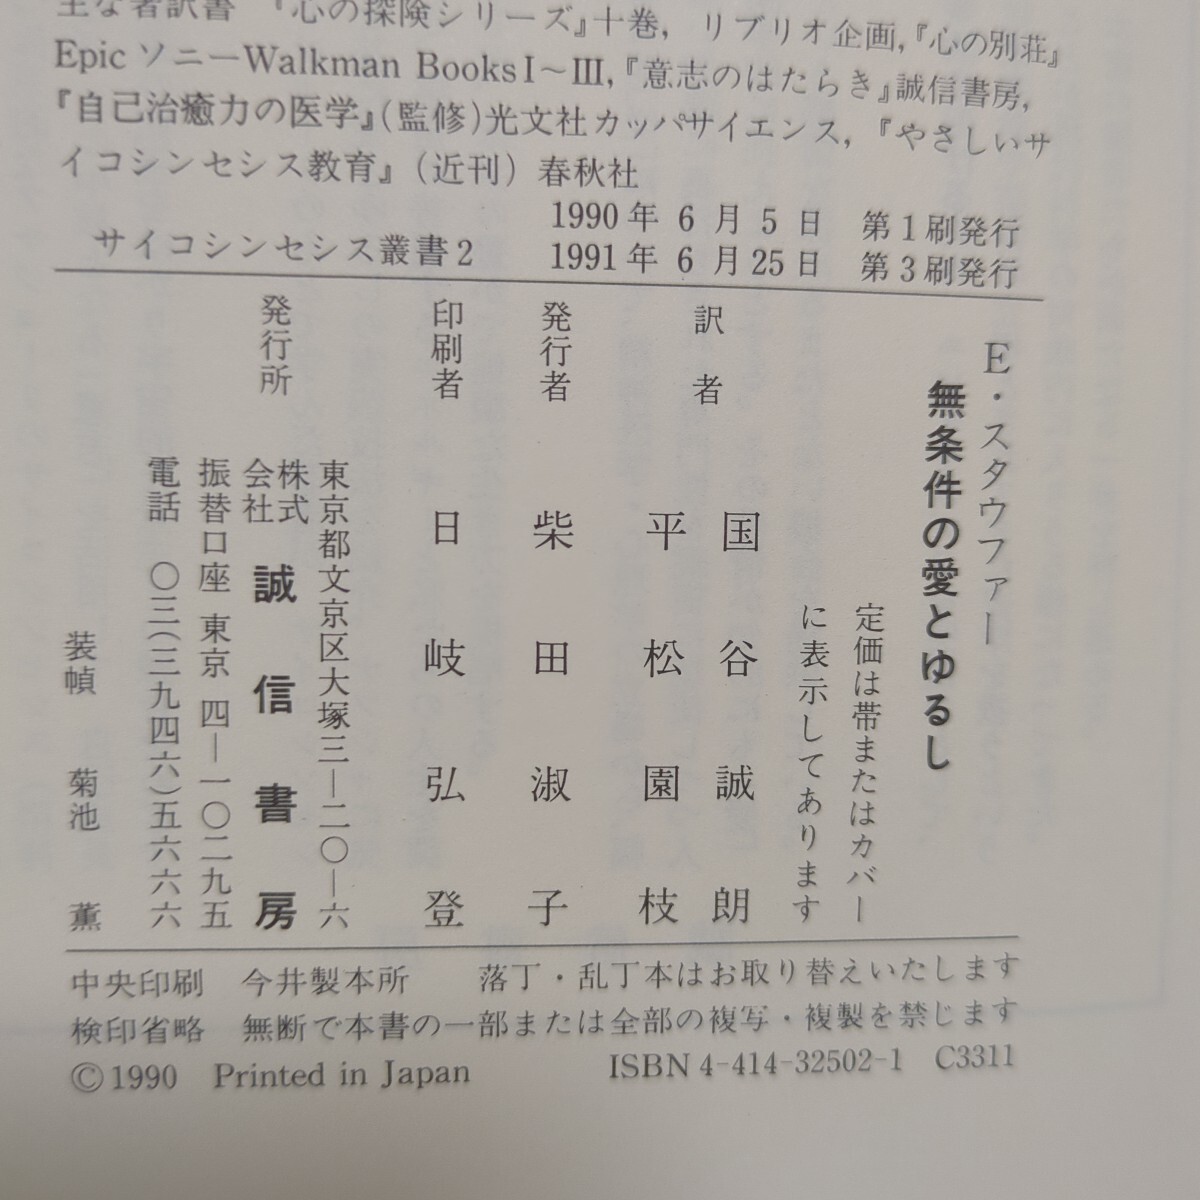 主な著訳書 『心の探険シリーズ』十巻, リブリオ企画,『心の別荘』
Epic ソニーWalkman Books I～III,『意志のはたらき』誠信書房,
『自己治癒力の医学』(監修)光文社カッパサイエンス, 『やさしいサ
イコシンセシス教育』(近刊) 春秋社
サイコシンセシス叢書2
1990年 6 月 5 日 第1刷発行
1991年 6 月25日 第3刷発行
E・スタウファー
無条件の愛とゆるし
定価は帯またはカバー
に表示してあります
訳者 国谷誠朗
平松園枝
発行者 柴田淑子
印刷者 日岐弘登
東京都文京区大塚三―二〇―六
発行所 株式会社 誠信書房
振替口座 東京 四―一〇二九五
電話 〇三(三九四六)五六六六
装幀 菊池 薫
中央印刷 今井製本所 落丁・乱丁本はお取り替えいたします
検印省略 無断で本書の一部または全部の複写・複製を禁じます
©1990 Printed in Japan ISBN4-414-32502-1 C3311